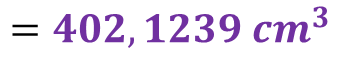 = 402,1239 cm³